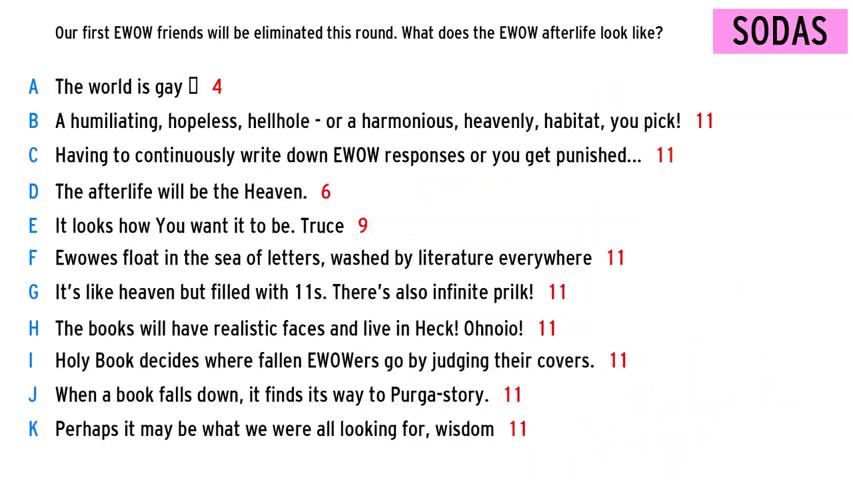 Our first EWOW friends will be eliminated this round. What does the EWOW afterlife look like?
SODAS
A The world is gay ▯ 4
B A humiliating, hopeless, hellhole - or a harmonious, heavenly, habitat, you pick! 11
C Having to continuously write down EWOW responses or you get punished... 11
D The afterlife will be the Heaven. 6
E It looks how You want it to be. Truce 9
F Ewowes float in the sea of letters, washed by literature everywhere 11
G It's like heaven but filled with 11s. There's also infinite prilk! 11
H The books will have realistic faces and live in Heck! Ohnoio! 11
I Holy Book decides where fallen EWOWers go by judging their covers. 11
J When a book falls down, it finds its way to Purga-story. 11
K Perhaps it may be what we were all looking for, wisdom 11